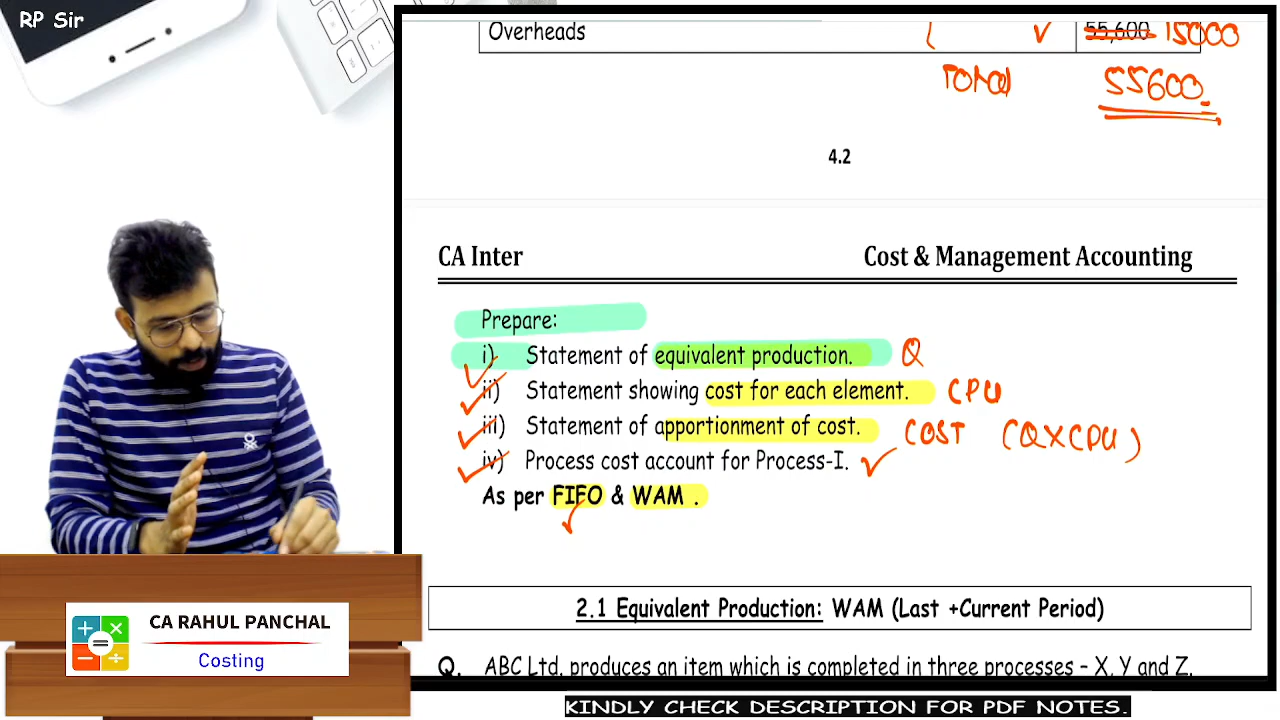 RP Sir
Overheads 55,600 15000
TOTAL 55600
4.2
CA Inter Cost & Management Accounting
Prepare:
i) Statement of equivalent production. Q
ii) Statement showing cost for each element. CPU
iii) Statement of apportionment of cost. COST (QXCPU)
iv) Process cost account for Process-I.
As per FIFO & WAM .
2.1 Equivalent Production: WAM (Last +Current Period)
Q. ABC Ltd. produces an item which is completed in three processes – X, Y and Z.
CA RAHUL PANCHAL
Costing
KINDLY CHECK DESCRIPTION FOR PDF NOTES.